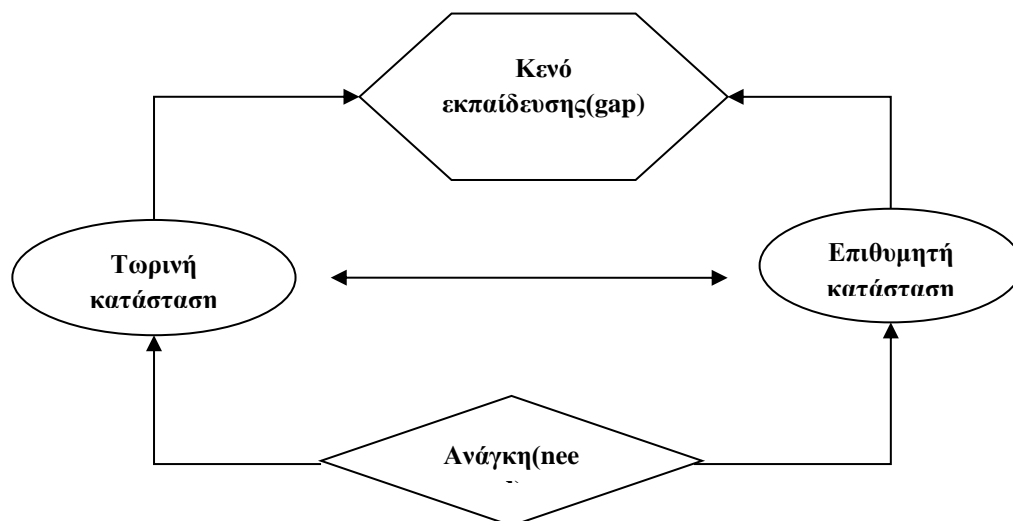 Κενό
εκπαίδευσης(gap)
Τωρινή
κατάσταση
Επιθυμητή
κατάσταση
Ανάγκη(nee